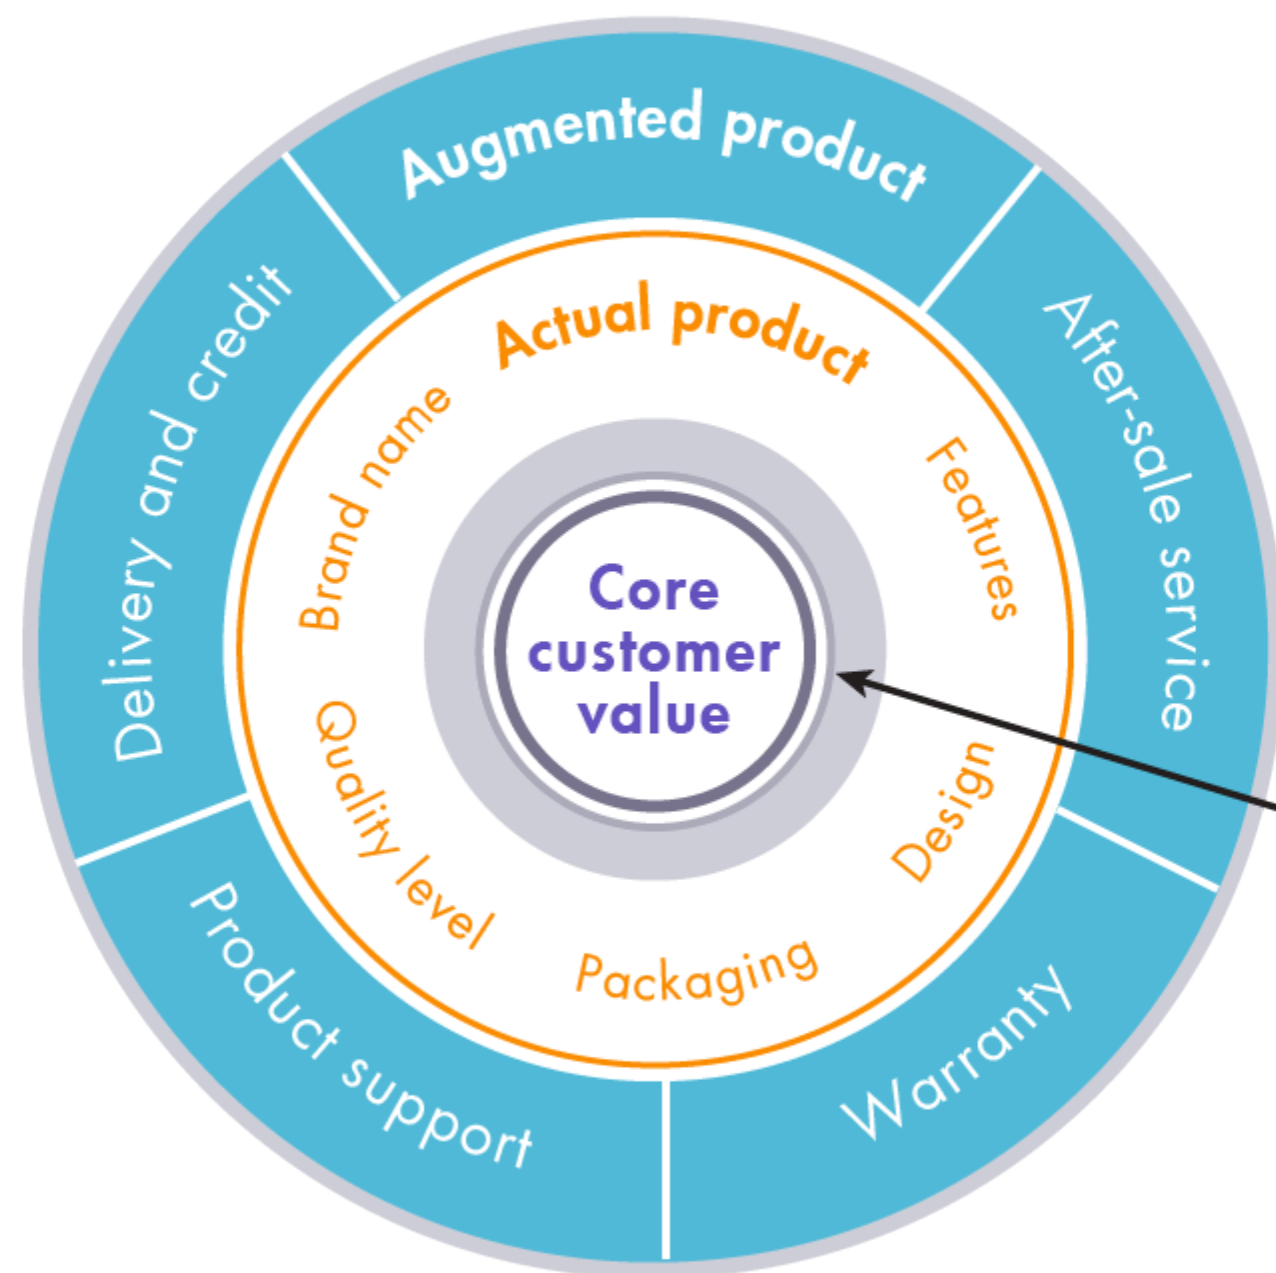 Augmented product
Delivery and credit
After-sale service
Actual product
Brand name
Features
Core
customer
value
Quality level
Design
Packaging
Product support
Warranty